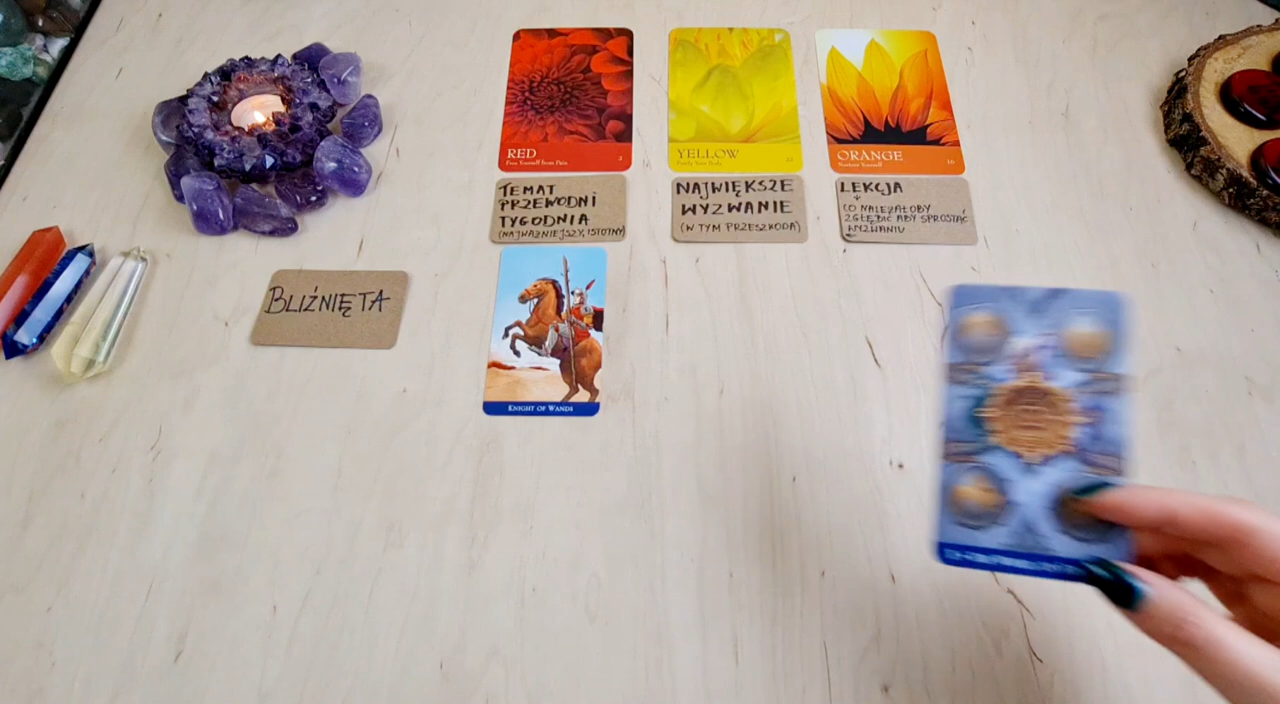 RED
Free Yourself from Pain
YELLOW
ORANGE
Nurture Yourself
16
TEMAT
PRZEWODNI
TYGODNIA
(NAJWAŻNIEJSZY, ISTOTNY)
NAJWIĘKSZE
WYZWANIE
(W TYM PRZESZKODA)
LEKCJA
CO NALEŻAŁOBY
ZGŁĘBIĆ ABY SPROSTAĆ
WYZWANIU
BLIŹNIĘTA
KNIGHT OF WANDS